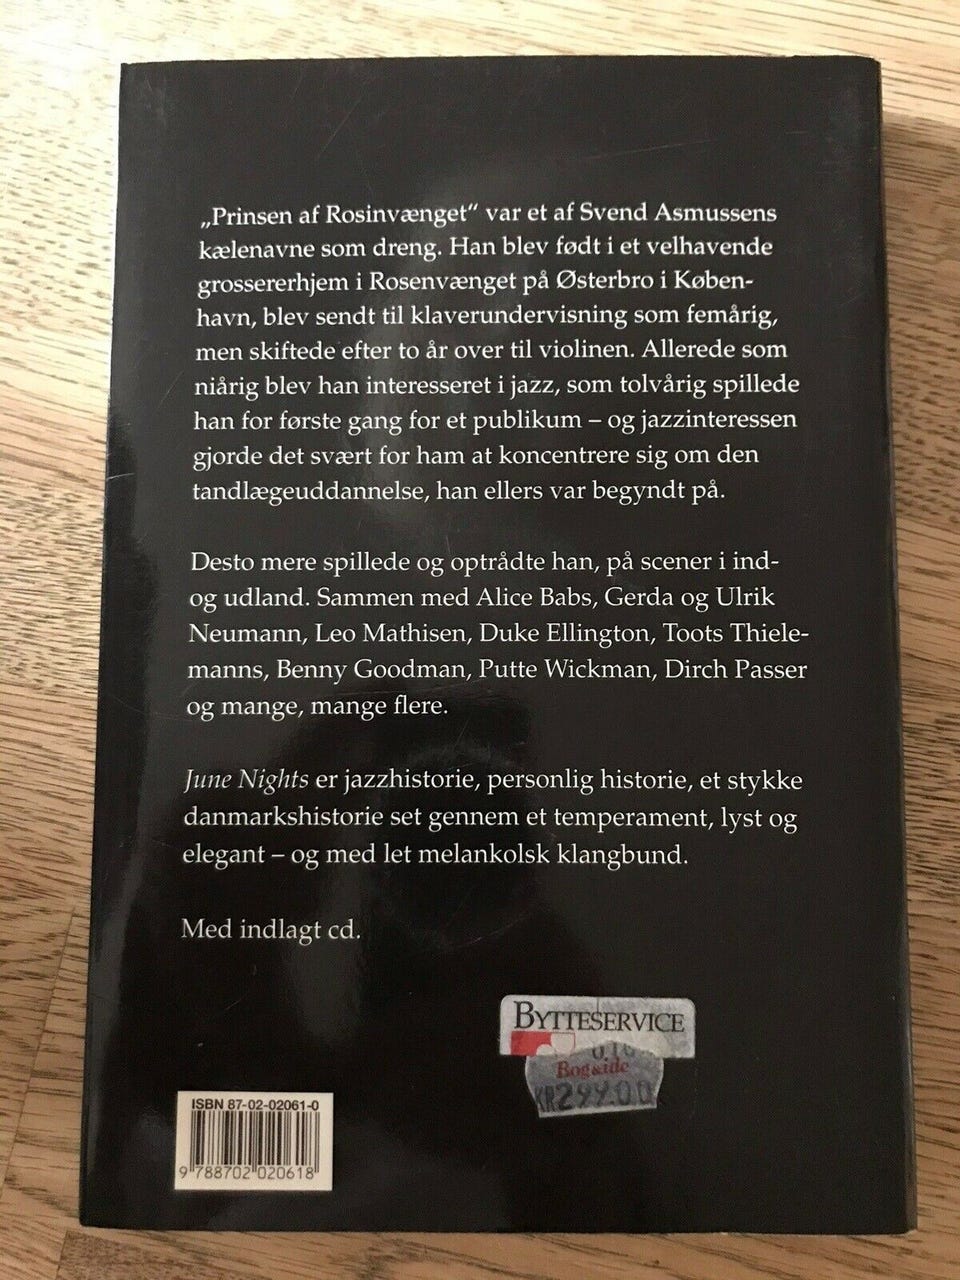 „Prinsen af Rosinvænget“ var et af Svend Asmussens
kælenavne som dreng. Han blev født i et velhavende
grossererhjem i Rosenvænget på Østerbro i Køben-
havn, blev sendt til klaverundervisning som femårig,
men skiftede efter to år over til violinen. Allerede som
niårig blev han interesseret i jazz, som tolvårig spillede
han for første gang for et publikum – og jazzinteressen
gjorde det svært for ham at koncentrere sig om den
tandlægeuddannelse, han ellers var begyndt på.
Desto mere spillede og optrådte han, på scener i ind-
og udland. Sammen med Alice Babs, Gerda og Ulrik
Neumann, Leo Mathisen, Duke Ellington, Toots Thiele-
manns, Benny Goodman, Putte Wickman, Dirch Passer
og mange, mange flere.
June Nights er jazzhistorie, personlig historie, et stykke
danmarkshistorie set gennem et temperament, lyst og
elegant – og med let melankolsk klangbund.
Med indlagt cd.
BYTTESERVICE
Bog&ide
KR299.00
ISBN 87-02-02061-0
9 788702 020618